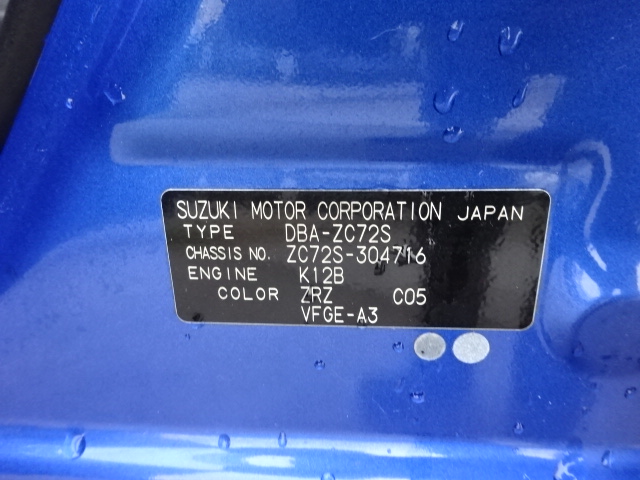 SUZUKI MOTOR CORPORATION JAPAN
TYPE DBA-ZC72S
CHASSIS NO. ZC72S-304716
ENGINE K12B
COLOR ZRZ C05
VFGE-A3